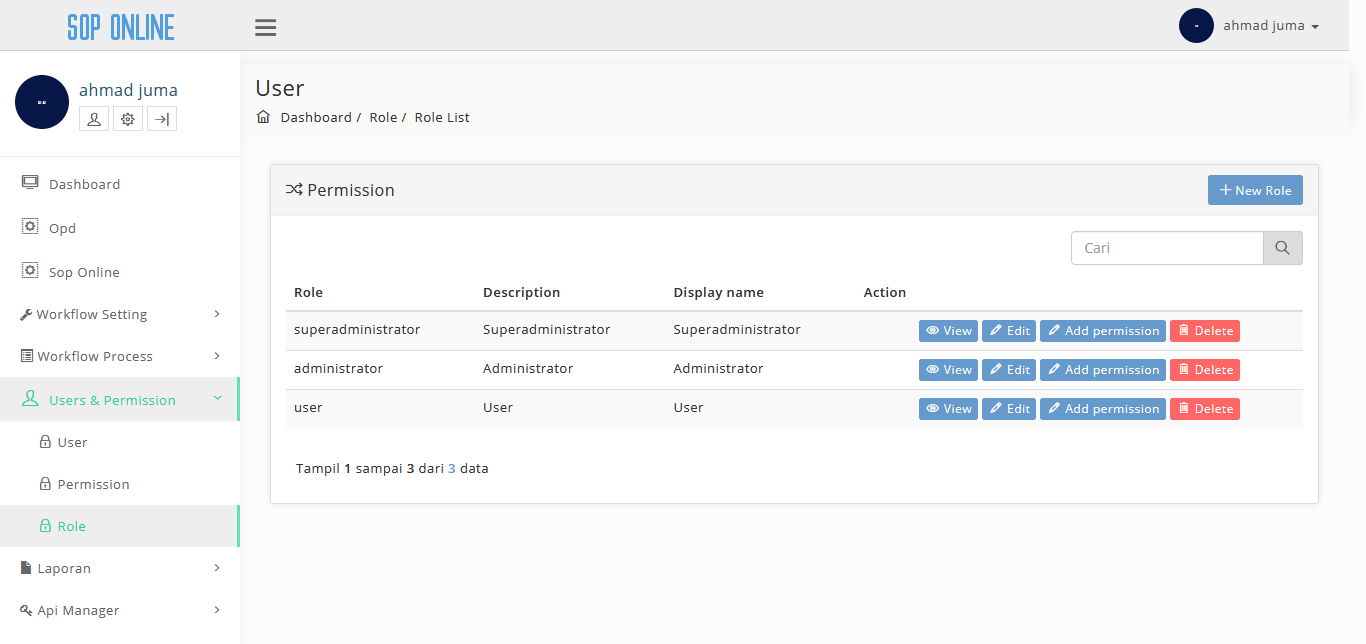 SOP ONLINE
ahmad juma
ahmad juma
Dashboard
Opd
Sop Online
Workflow Setting
Workflow Process
Users & Permission
User
Permission
Role
Laporan
Api Manager
User
Dashboard / Role / Role List
Permission
New Role
Cari
Role Description Display name Action
superadministrator Superadministrator Superadministrator View Edit Add permission Delete
administrator Administrator Administrator View Edit Add permission Delete
user User User View Edit Add permission Delete
Tampil 1 sampai 3 dari 3 data